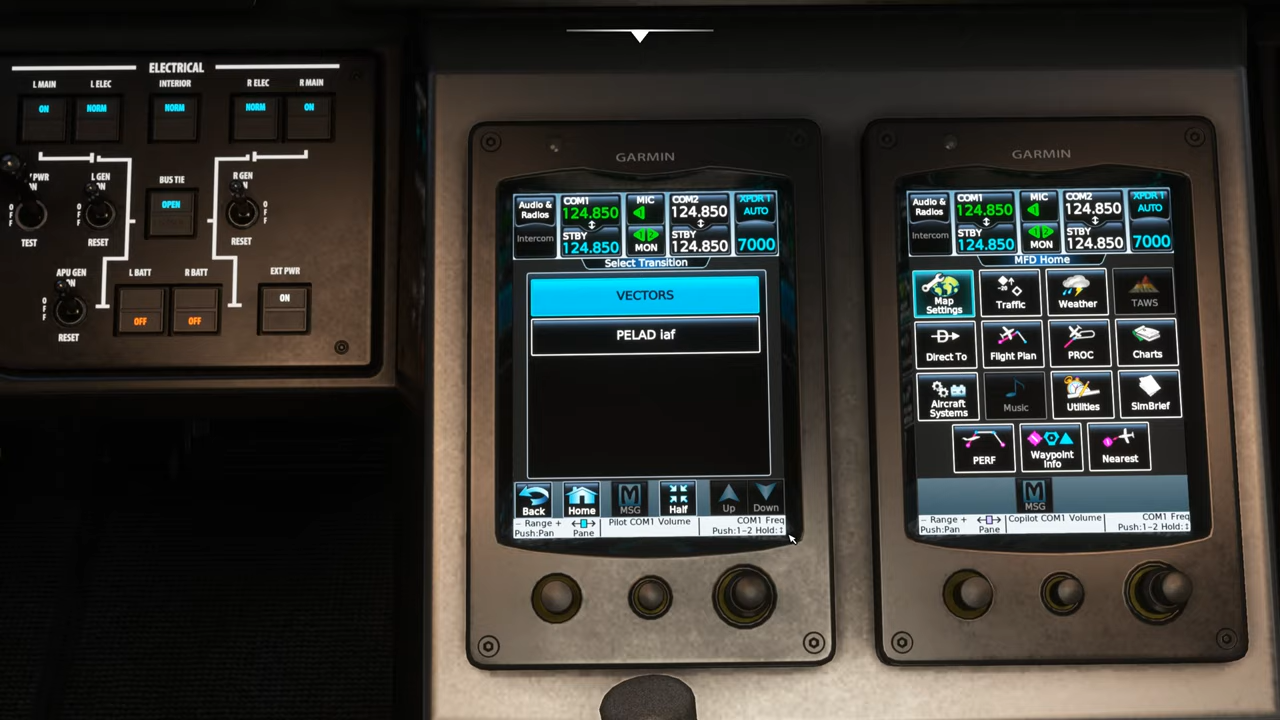 ELECTRICAL
L MAIN
L ELEC
INTERIOR
R ELEC
R MAIN
ON
NORM
NORM
NORM
ON
PWR
ON
OFF
TEST
L GEN
ON
OFF
RESET
BUS TIE
OPEN
R GEN
ON
OFF
RESET
APU GEN
ON
OFF
RESET
L BATT
OFF
R BATT
OFF
EXT PWR
ON
GARMIN
Audio &
Radios
Intercom
COM1
124.850
STBY
124.850
MIC
1 2
MON
COM2
124.850
124.850
XPDR 1
AUTO
7000
Select Transition
VECTORS
PELAD iaf
Back
Home
MSG
Half
Up
Down
– Range +
Push:Pan
Pane
Pilot COM1 Volume
COM1 Freq
Push:1–2 Hold:↕
GARMIN
Audio &
Radios
Intercom
COM1
124.850
STBY
124.850
MIC
1 2
MON
COM2
124.850
124.850
XPDR 1
AUTO
7000
MFD Home
Map
Settings
Traffic
Weather
TAWS
Direct To
Flight Plan
PROC
Charts
Aircraft
Systems
Music
Utilities
SimBrief
PERF
Waypoint
Info
Nearest
MSG
– Range +
Push:Pan
Pane
Copilot COM1 Volume
COM1 Freq
Push:1–2 Hold:↕